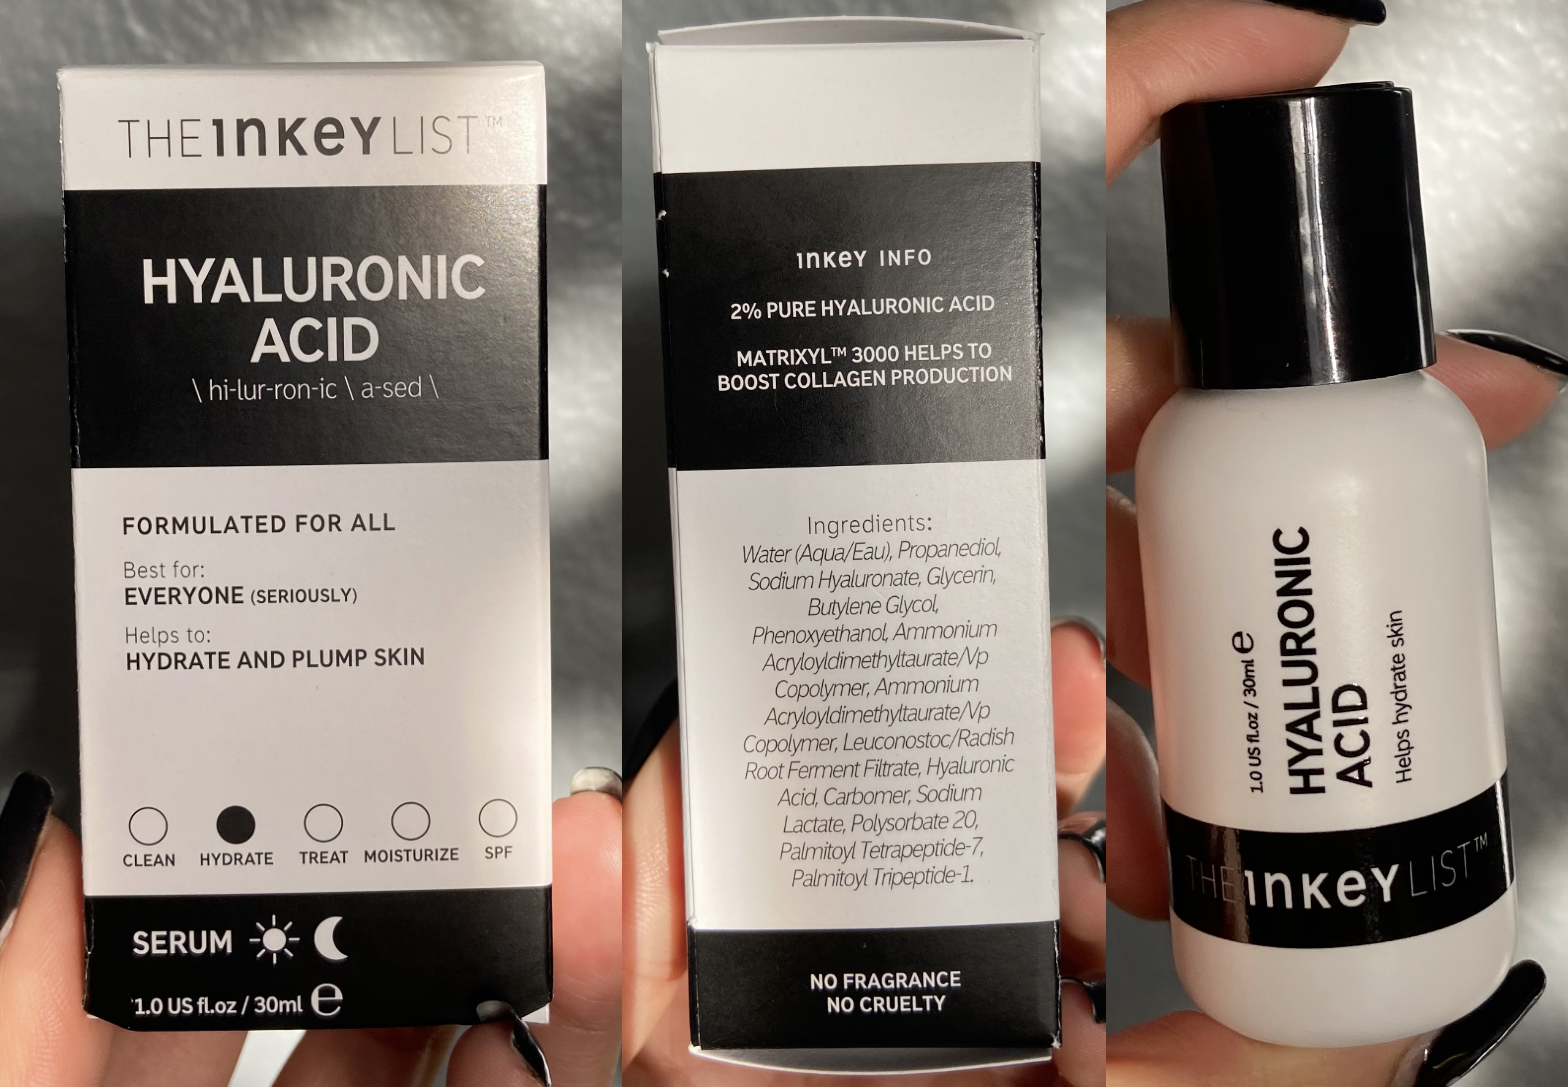 THE INKEY LIST™
HYALURONIC
ACID
\ hi-lur-ron-ic \ a-sed \
FORMULATED FOR ALL
Best for:
EVERYONE (SERIOUSLY)
Helps to:
HYDRATE AND PLUMP SKIN
CLEAN HYDRATE TREAT MOISTURIZE SPF
SERUM
1.0 US fl.oz / 30ml e
INKEY INFO
2% PURE HYALURONIC ACID
MATRIXYL™ 3000 HELPS TO
BOOST COLLAGEN PRODUCTION
Ingredients:
Water (Aqua/Eau), Propanediol,
Sodium Hyaluronate, Glycerin,
Butylene Glycol,
Phenoxyethanol, Ammonium
Acryloyldimethyltaurate/Vp
Copolymer, Ammonium
Acryloyldimethyltaurate/Vp
Copolymer, Leuconostoc/Radish
Root Ferment Filtrate, Hyaluronic
Acid, Carbomer, Sodium
Lactate, Polysorbate 20,
Palmitoyl Tetrapeptide-7,
Palmitoyl Tripeptide-1.
NO FRAGRANCE
NO CRUELTY
1.0 US fl.oz / 30ml e
HYALURONIC
ACID
Helps hydrate skin
THE INKEY LIST™